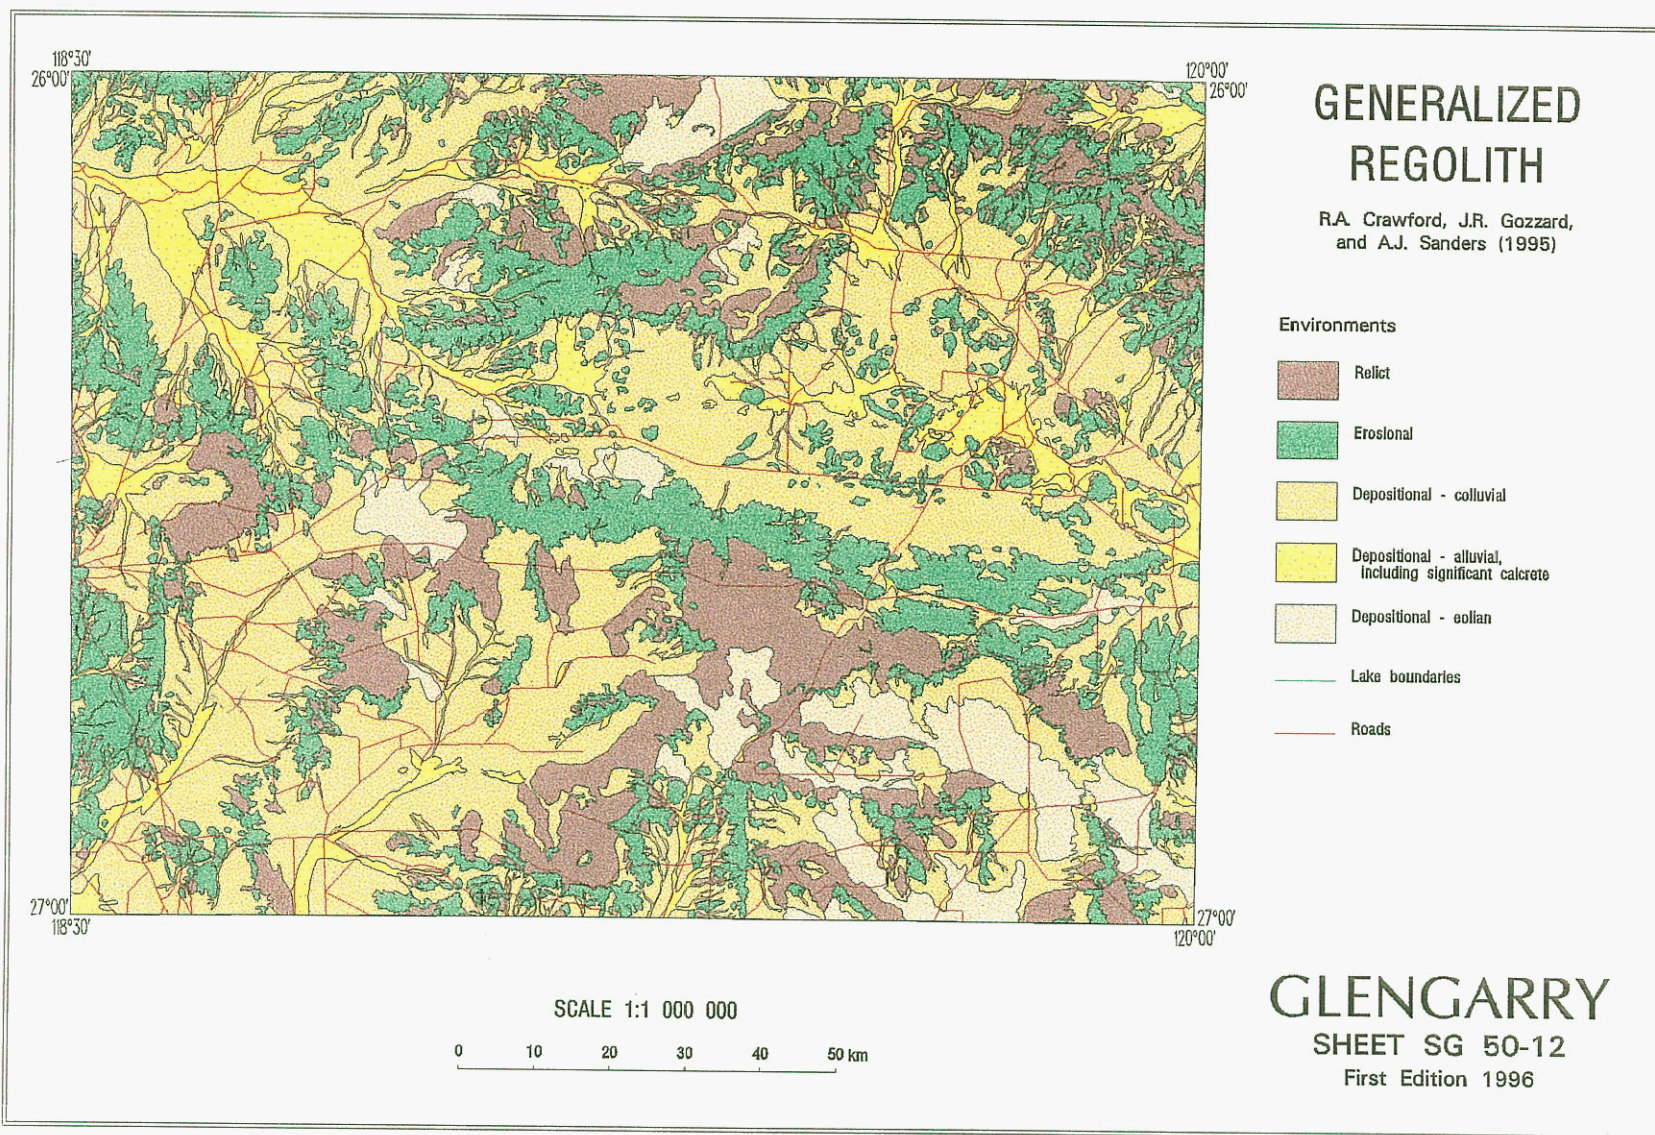 118°30'
26°00'
120°00'
26°00'
GENERALIZED
REGOLITH
R.A. Crawford, J.R. Gozzard,
and A.J. Sanders (1995)
Environments
Relict
Erosional
Depositional - colluvial
Depositional - alluvial,
including significant calcrete
Depositional - eolian
Lake boundaries
Roads
27°00'
118°30'
27°00'
120°00'
SCALE 1:1 000 000
0 10 20 30 40 50 km
GLENGARRY
SHEET SG 50-12
First Edition 1996